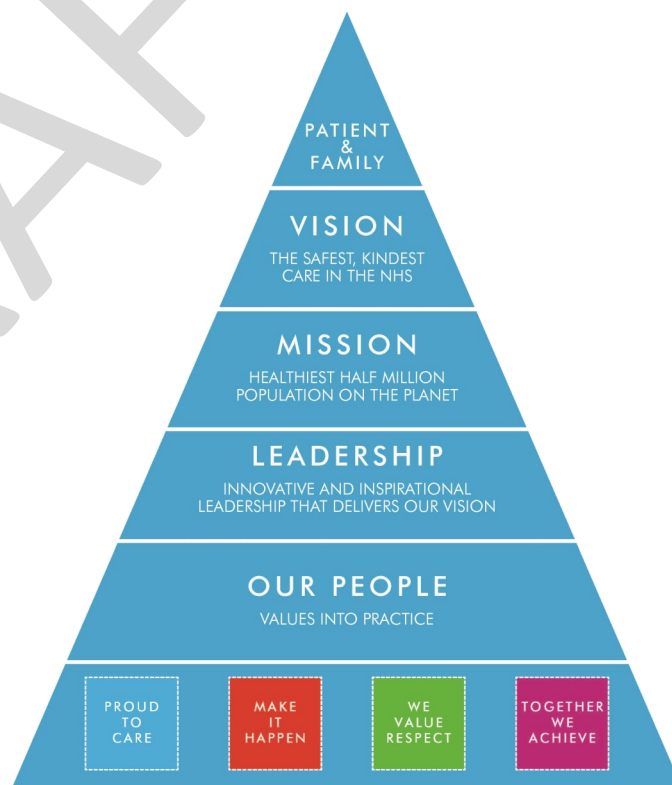 PATIENT
&
FAMILY
VISION
THE SAFEST, KINDEST
CARE IN THE NHS
MISSION
HEALTHIEST HALF MILLION
POPULATION ON THE PLANET
LEADERSHIP
INNOVATIVE AND INSPIRATIONAL
LEADERSHIP THAT DELIVERS OUR VISION
OUR PEOPLE
VALUES INTO PRACTICE
PROUD
TO
CARE
MAKE
IT
HAPPEN
WE
VALUE
RESPECT
TOGETHER
WE
ACHIEVE